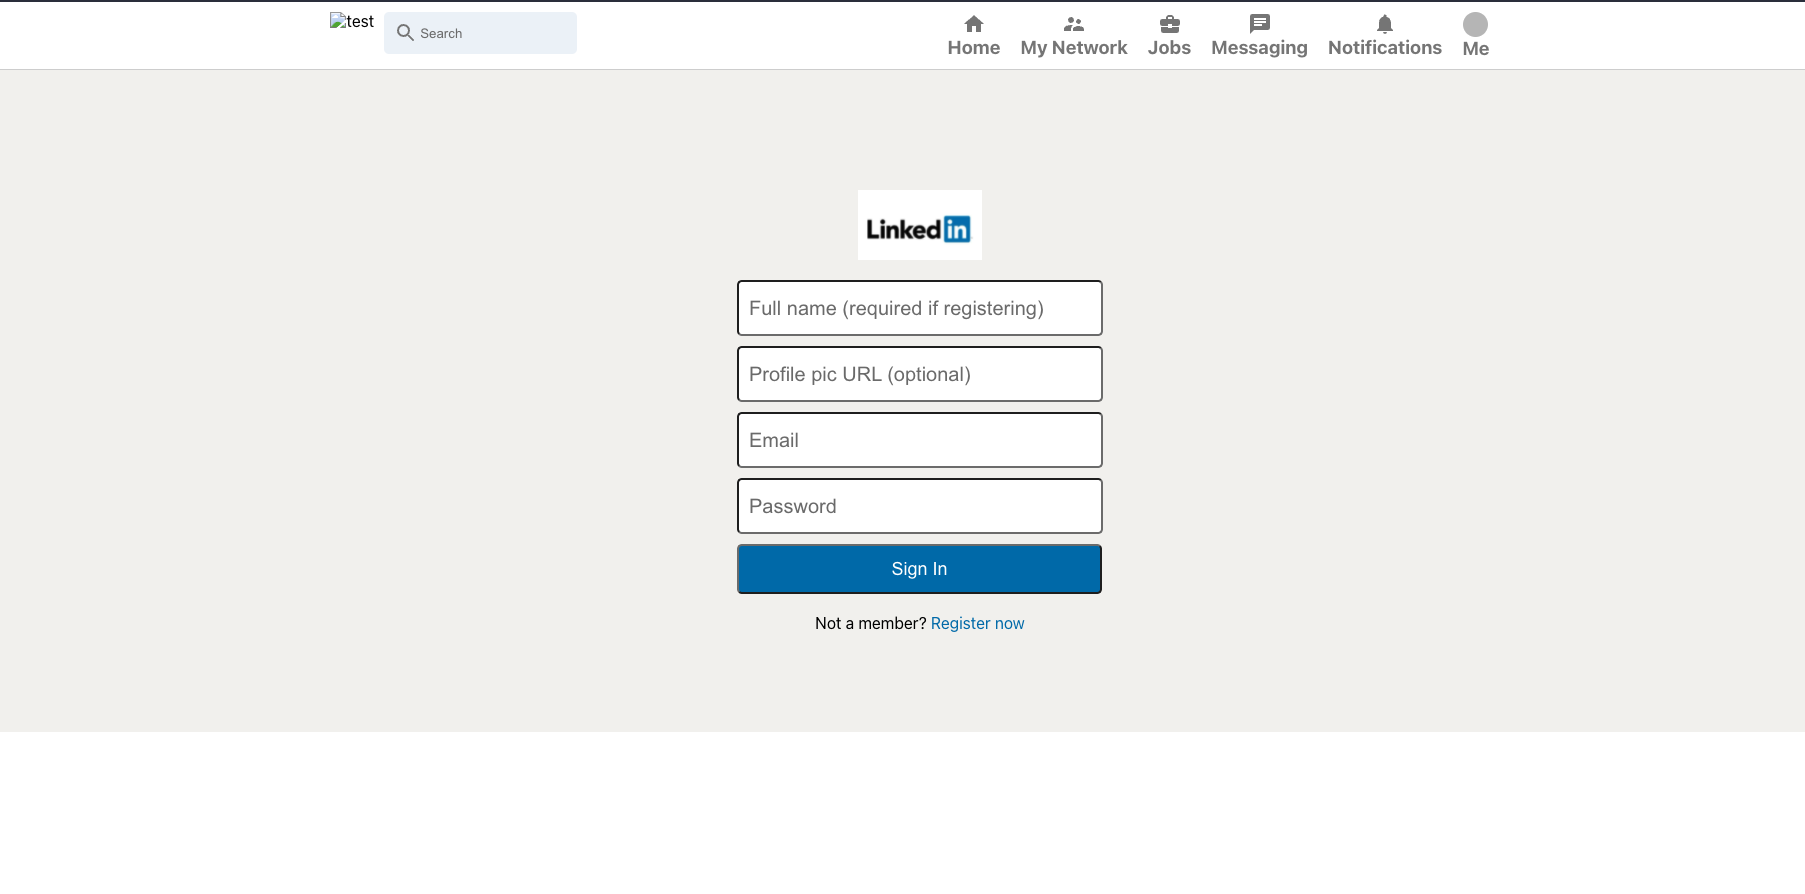 test
Search
Home
My Network
Jobs
Messaging
Notifications
Me
Linked in
Full name (required if registering)
Profile pic URL (optional)
Email
Password
Sign In
Not a member? Register now